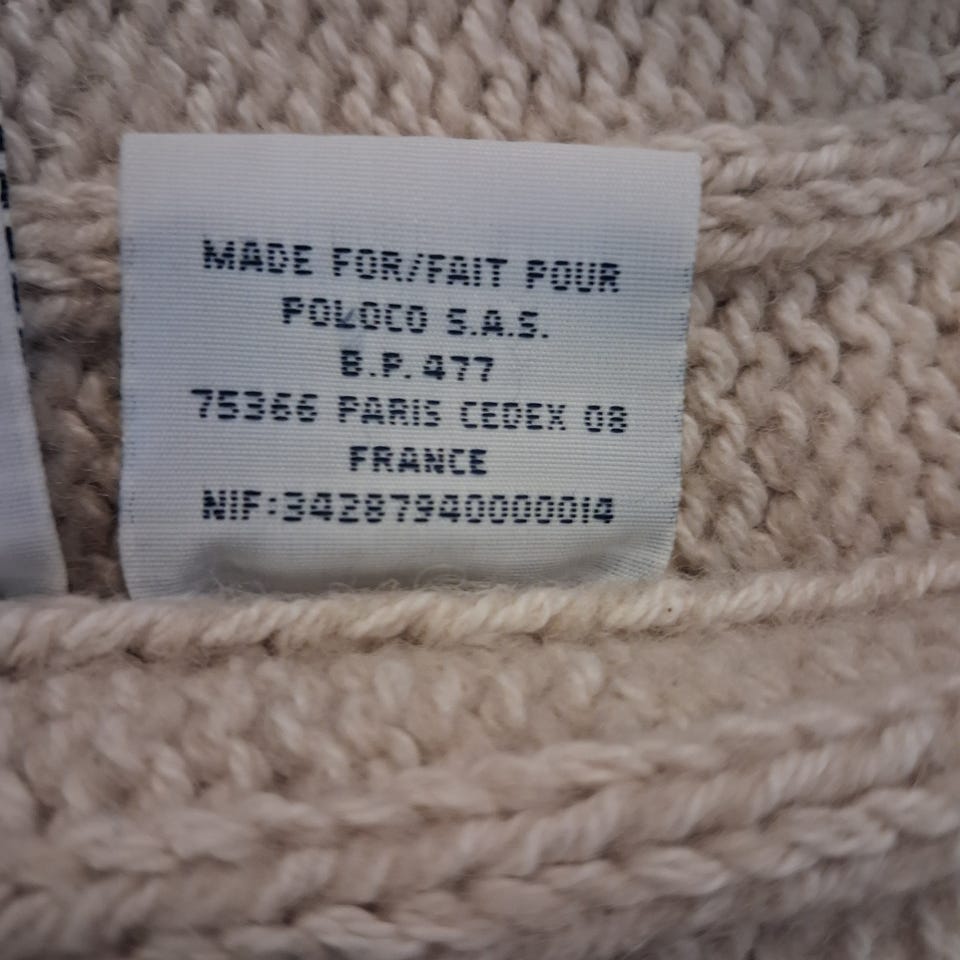 MADE FOR/FAIT POUR
POLOCO S.A.S.
B.P. 477
75366 PARIS CEDEX 08
FRANCE
NIF:34287940000014